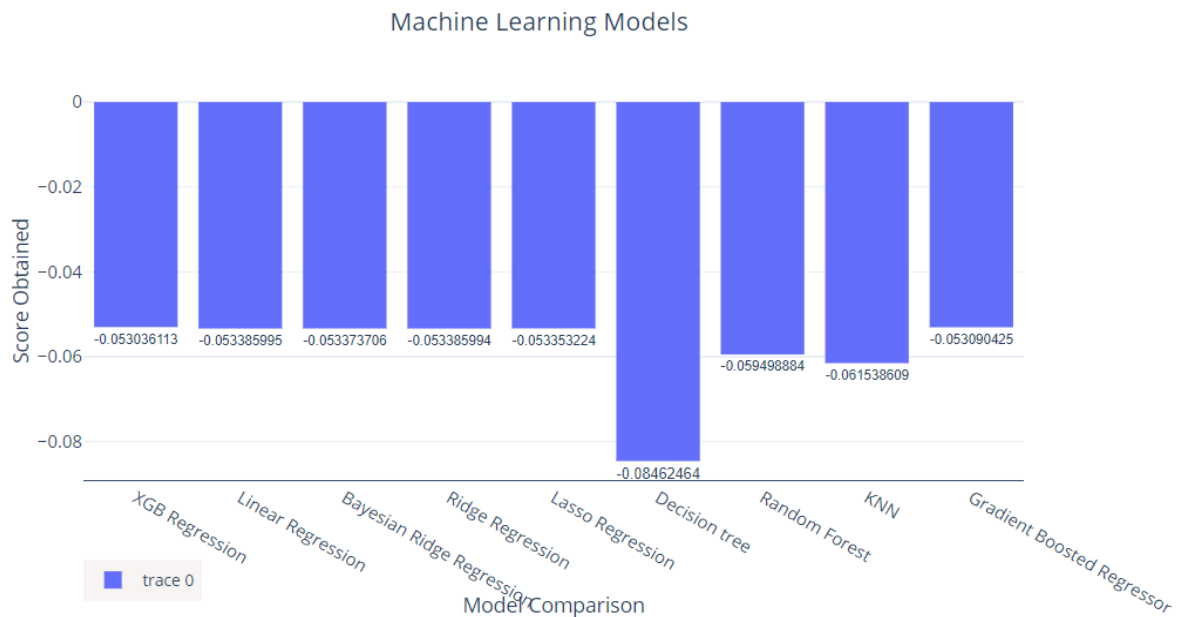 Machine Learning Models
Score Obtained
0
−0.02
−0.04
−0.06
−0.08
-0.053036113
-0.053385995
-0.053373706
-0.053385994
-0.053353224
-0.08462464
-0.059498884
-0.061538609
-0.053090425
XGB Regression
Linear Regression
Bayesian Ridge Regression
Ridge Regression
Lasso Regression
Decision tree
Random Forest
KNN
Gradient Boosted Regressor
trace 0
Model Comparison